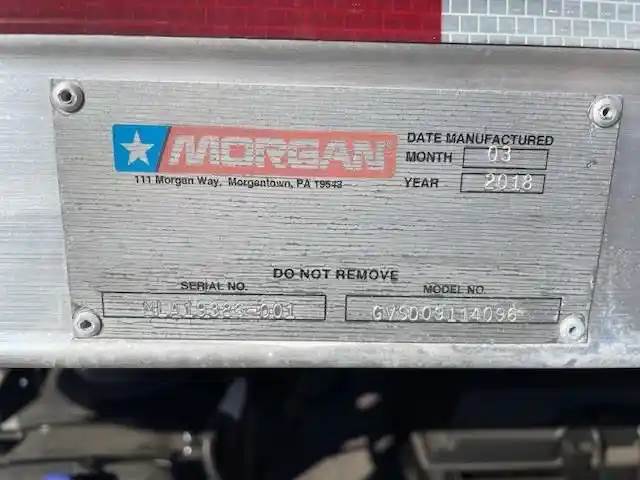 MORGAN
111 Morgan Way, Morgantown, PA 19543
DATE MANUFACTURED
MONTH 03
YEAR 2018
DO NOT REMOVE
SERIAL NO.
MODEL NO.
GVSD09114096